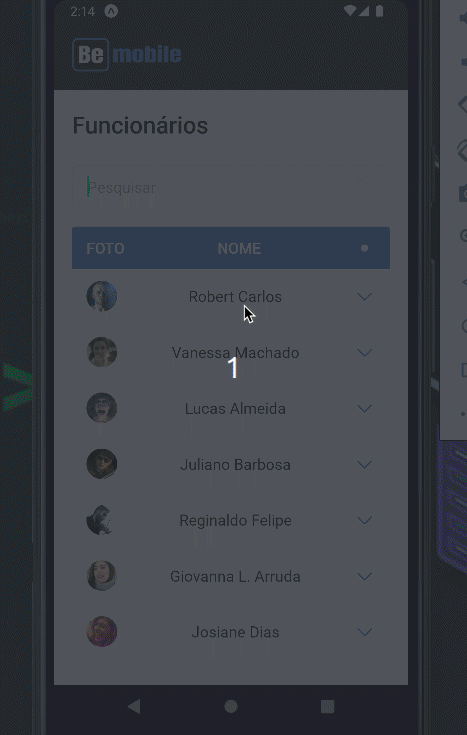 2:14
Be mobile
Funcionários
Pesquisar
FOTO NOME
Robert Carlos
Vanessa Machado
1
Lucas Almeida
Juliano Barbosa
Reginaldo Felipe
Giovanna L. Arruda
Josiane Dias